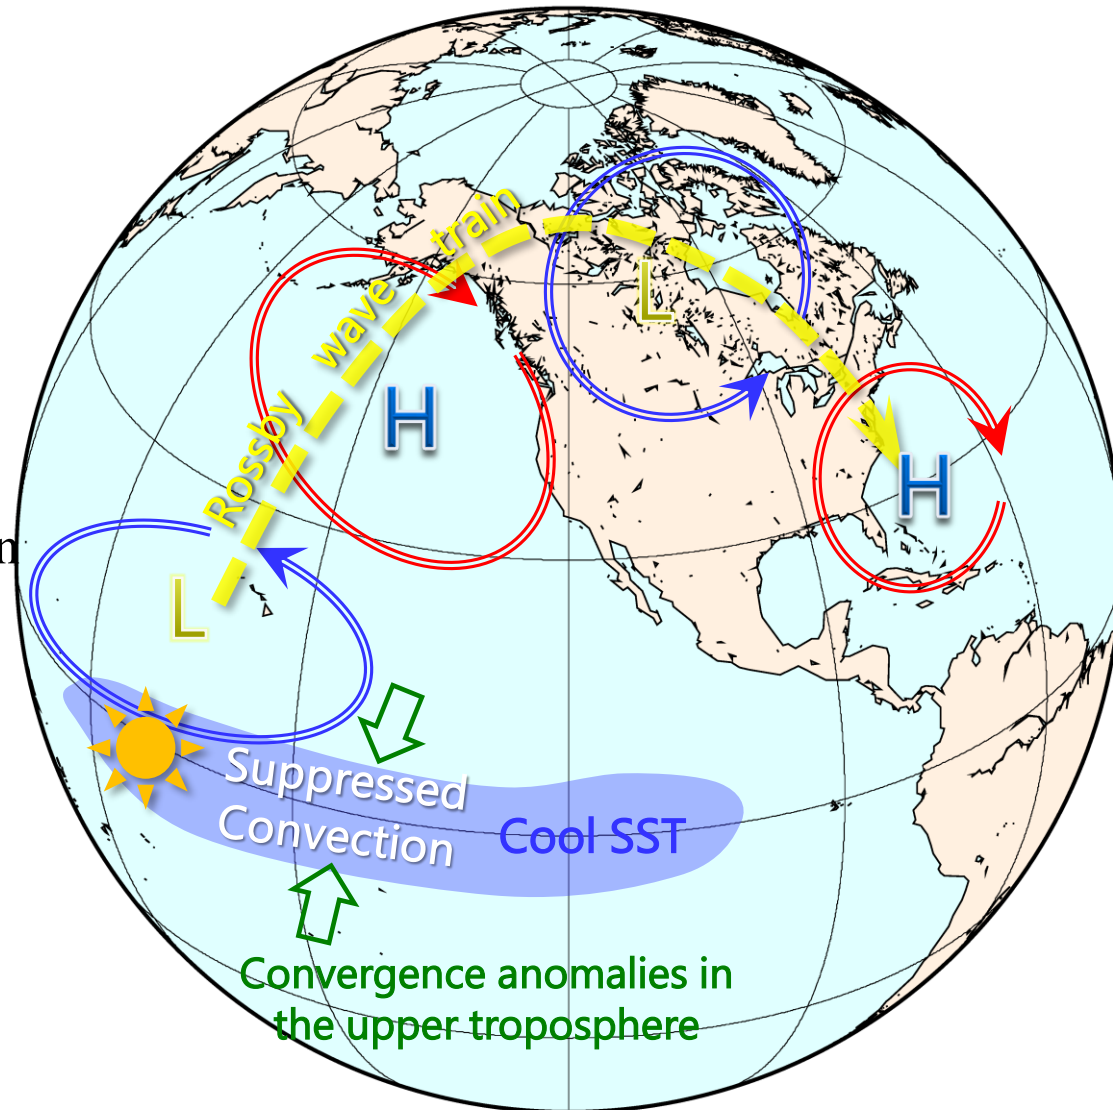 Rossby wave train
L
H
H
n
L
Suppressed
Convection
Cool SST
Convergence anomalies in
the upper troposphere